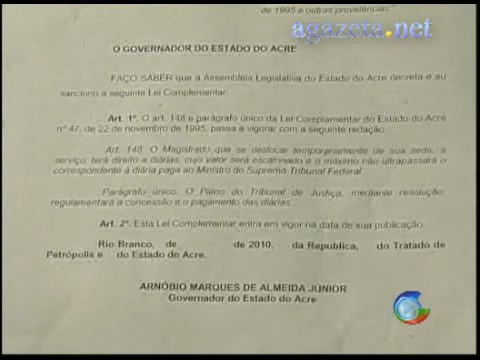 de 1995 e outras providências."
agazeta.net
O GOVERNADOR DO ESTADO DO ACRE
FAÇO SABER que a Assembléia Legislativa do Estado do Acre decreta e eu
sanciono a seguinte Lei Complementar:
Art. 1º. O art. 148 e parágrafo único da Lei Complementar do Estado do Acre
nº 47, de 22 de novembro de 1995, passa a vigorar com a seguinte redação:
Art. 148. O Magistrado que se deslocar temporariamente de sua sede, a
serviço, terá direito a diárias, cujo valor será escalonado e o máximo não ultrapassará o
correspondente à diária paga ao Ministro do Supremo Tribunal Federal.
Parágrafo único. O Pleno do Tribunal de Justiça, mediante resolução,
regulamentará a concessão e o pagamento das diárias.
Art. 2º. Esta Lei Complementar entra em vigor na data de sua publicação.
Rio Branco, de de 2010, da República, do Tratado de
Petrópolis e do Estado do Acre.
ARNÓBIO MARQUES DE ALMEIDA JÚNIOR
Governador do Estado do Acre